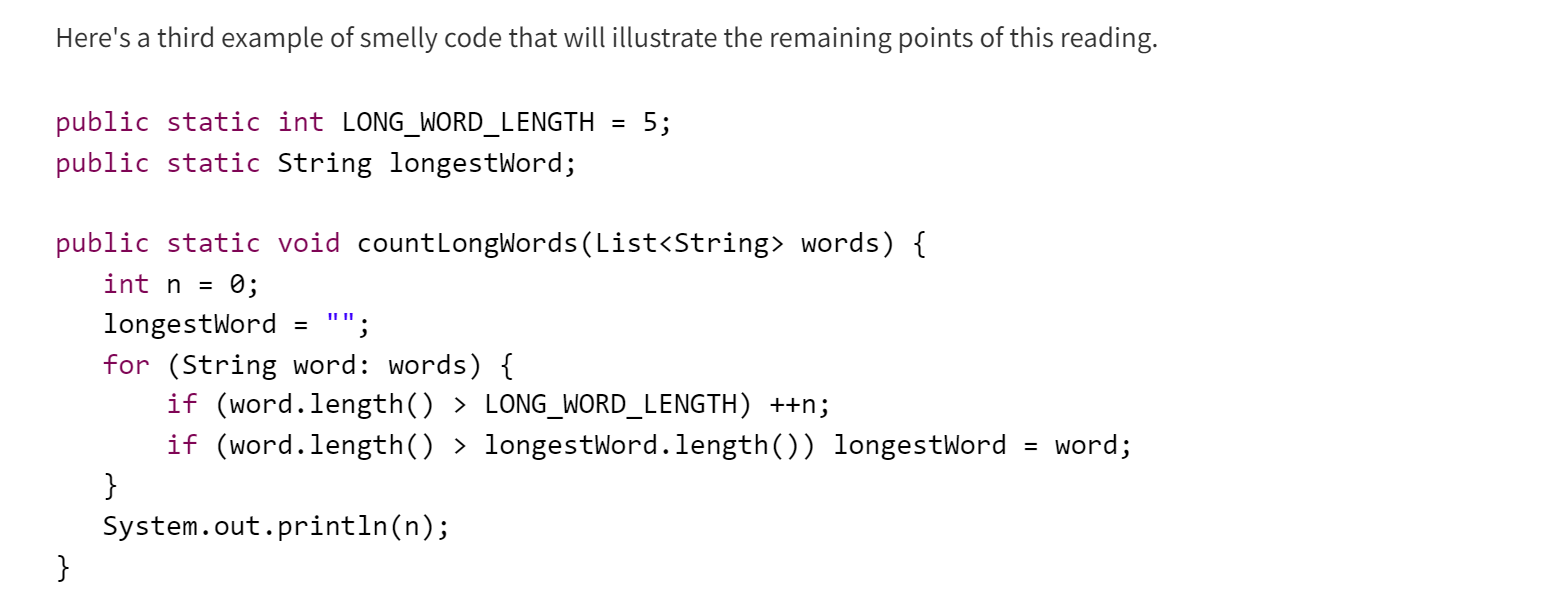 Here's a third example of smelly code that will illustrate the remaining points of this reading.
public static int LONG_WORD_LENGTH = 5;
public static String longestWord;
public static void countLongWords(List<String> words) {
int n = 0;
longestWord = "";
for (String word: words) {
if (word.length() > LONG_WORD_LENGTH) ++n;
if (word.length() > longestWord.length()) longestWord = word;
}
System.out.println(n);
}